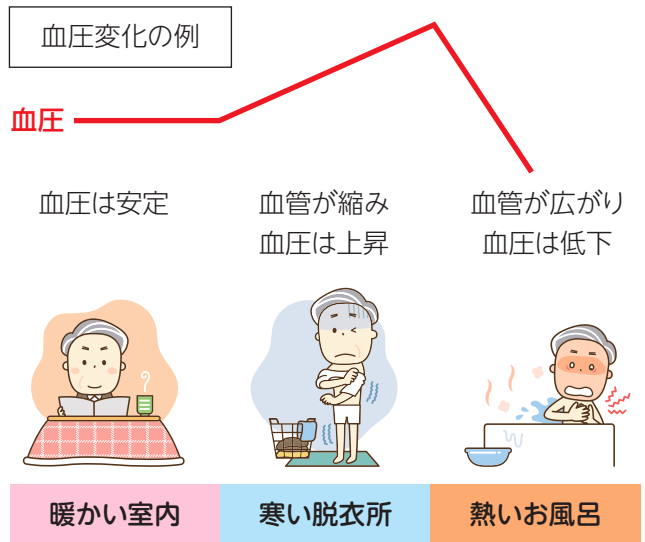 血圧変化の例
血圧
血圧は安定
血管が縮み
血圧は上昇
血管が広がり
血圧は低下
暖かい室内
寒い脱衣所
熱いお風呂